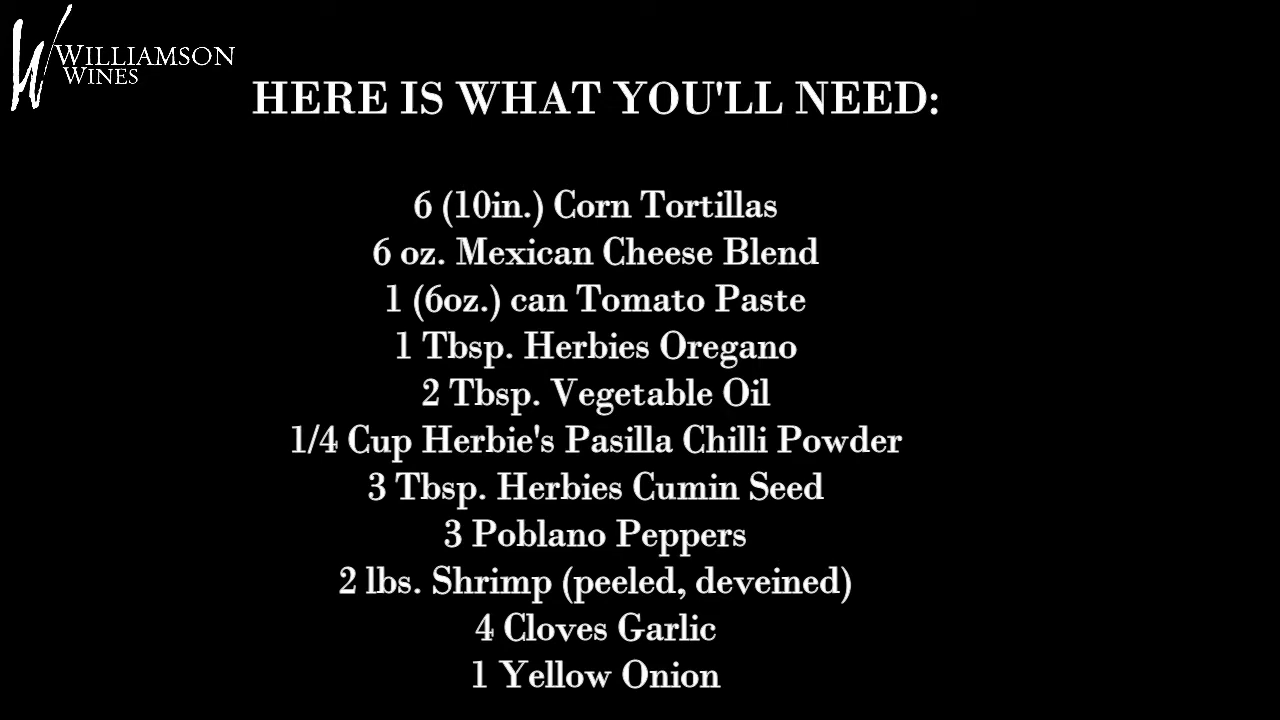 WILLIAMSON
WINES
HERE IS WHAT YOU'LL NEED:
6 (10in.) Corn Tortillas
6 oz. Mexican Cheese Blend
1 (6oz.) can Tomato Paste
1 Tbsp. Herbies Oregano
2 Tbsp. Vegetable Oil
1/4 Cup Herbie's Pasilla Chilli Powder
3 Tbsp. Herbies Cumin Seed
3 Poblano Peppers
2 lbs. Shrimp (peeled, deveined)
4 Cloves Garlic
1 Yellow Onion